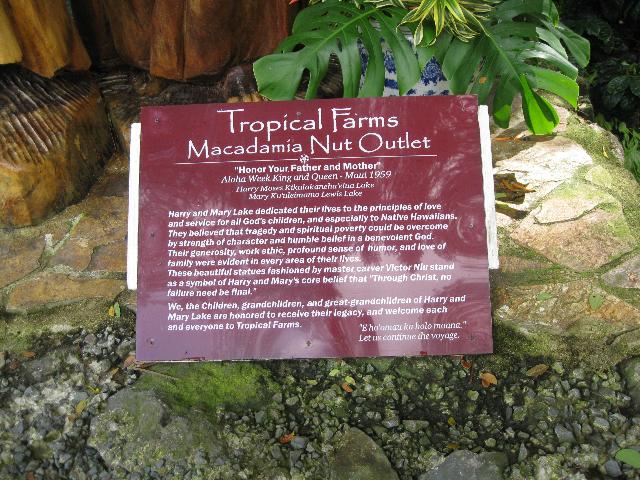 Tropical Farms
Macadamia Nut Outlet
"Honor Your Father and Mother"
Aloha Week King and Queen - Maui 1959
Harry Moses Lake
Mary Lewis Lake
Harry and Mary Lake dedicated their lives to the principles of love
and service for all God's children, and especially to Native Hawaiians.
They believed that tragedy and spiritual poverty could be overcome
by strength of character and humble belief in a benevolent God.
Their generosity, work ethic, profound sense of humor, and love of
family were evident in every area of their lives.
These beautiful statues fashioned by master carver Victor Niu stand
as a symbol of Harry and Mary's core belief that "Through Christ, no
failure need be final."
We, the Children, grandchildren, and great-grandchildren of Harry and
Mary Lake are honored to receive their legacy, and welcome each
and everyone to Tropical Farms.
"E ho'omau ka holo moana."
Let us continue the voyage.